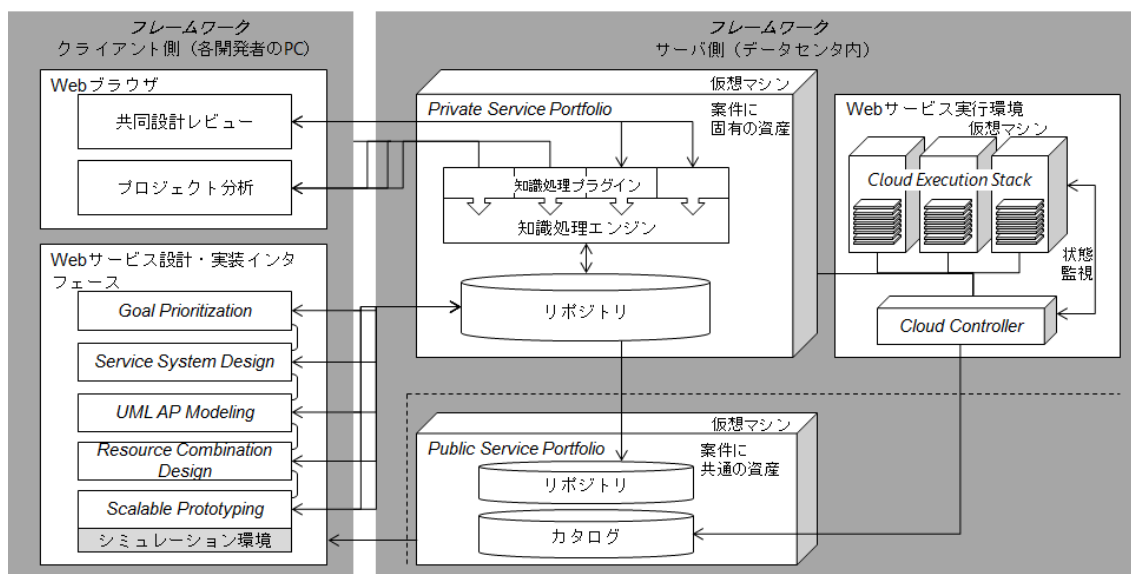 フレームワーク
クライアント側（各開発者のPC）
Webブラウザ
共同設計レビュー
プロジェクト分析
Webサービス設計・実装インタ
フェース
Goal Prioritization
Service System Design
UML AP Modeling
Resource Combination
Design
Scalable Prototyping
シミュレーション環境
フレームワーク
サーバ側（データセンタ内）
仮想マシン
Private Service Portfolio
案件に
固有の資産
知識処理プラグイン
知識処理エンジン
リポジトリ
Webサービス実行環境
仮想マシン
Cloud Execution Stack
状態
監視
Cloud Controller
仮想マシン
Public Service Portfolio
案件に
共通の資産
リポジトリ
カタログ